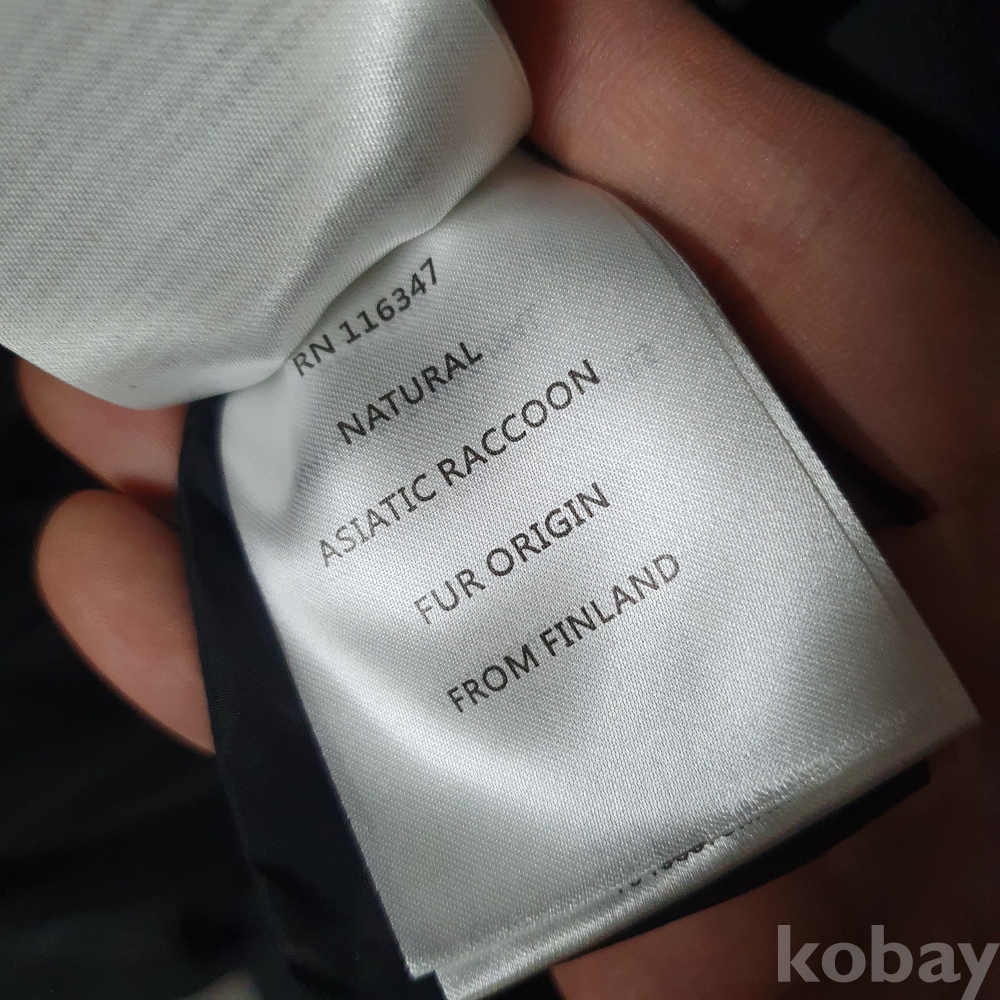 RN 116347
NATURAL
ASIATIC RACCOON
FUR ORIGIN
FROM FINLAND
kobay